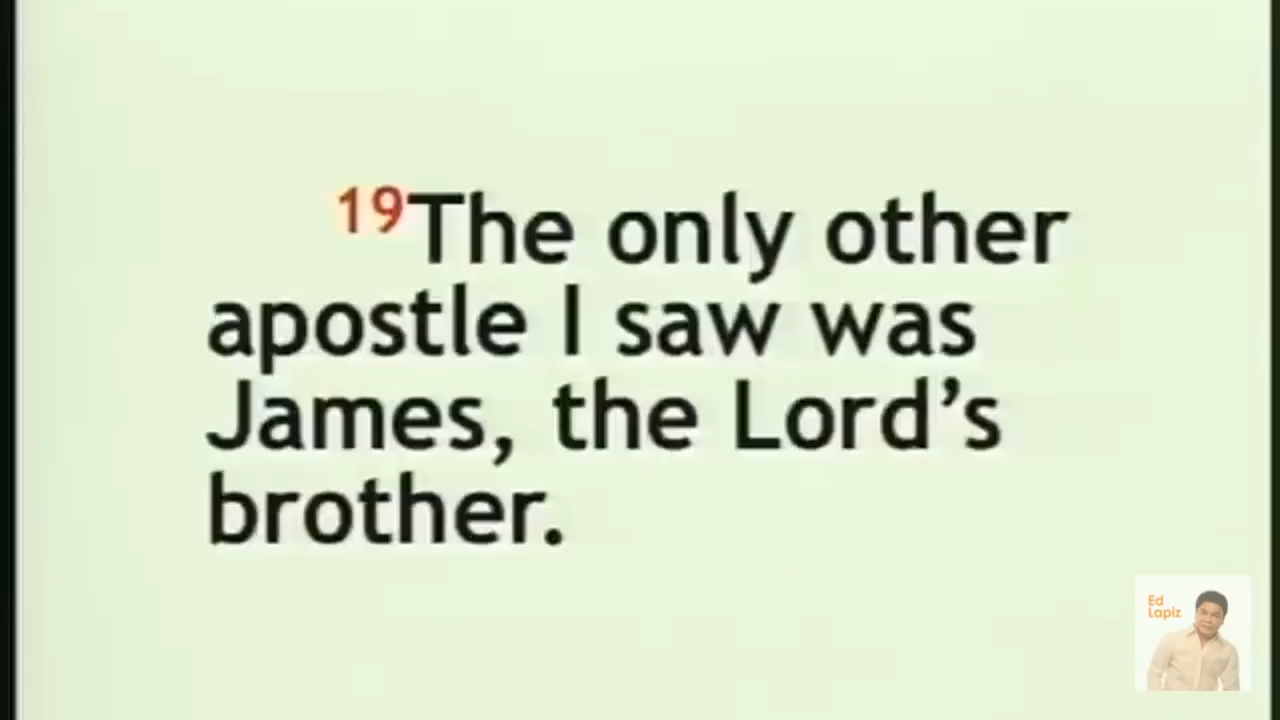 19The only other
apostle I saw was
James, the Lord’s
brother.
Ed
Lapiz